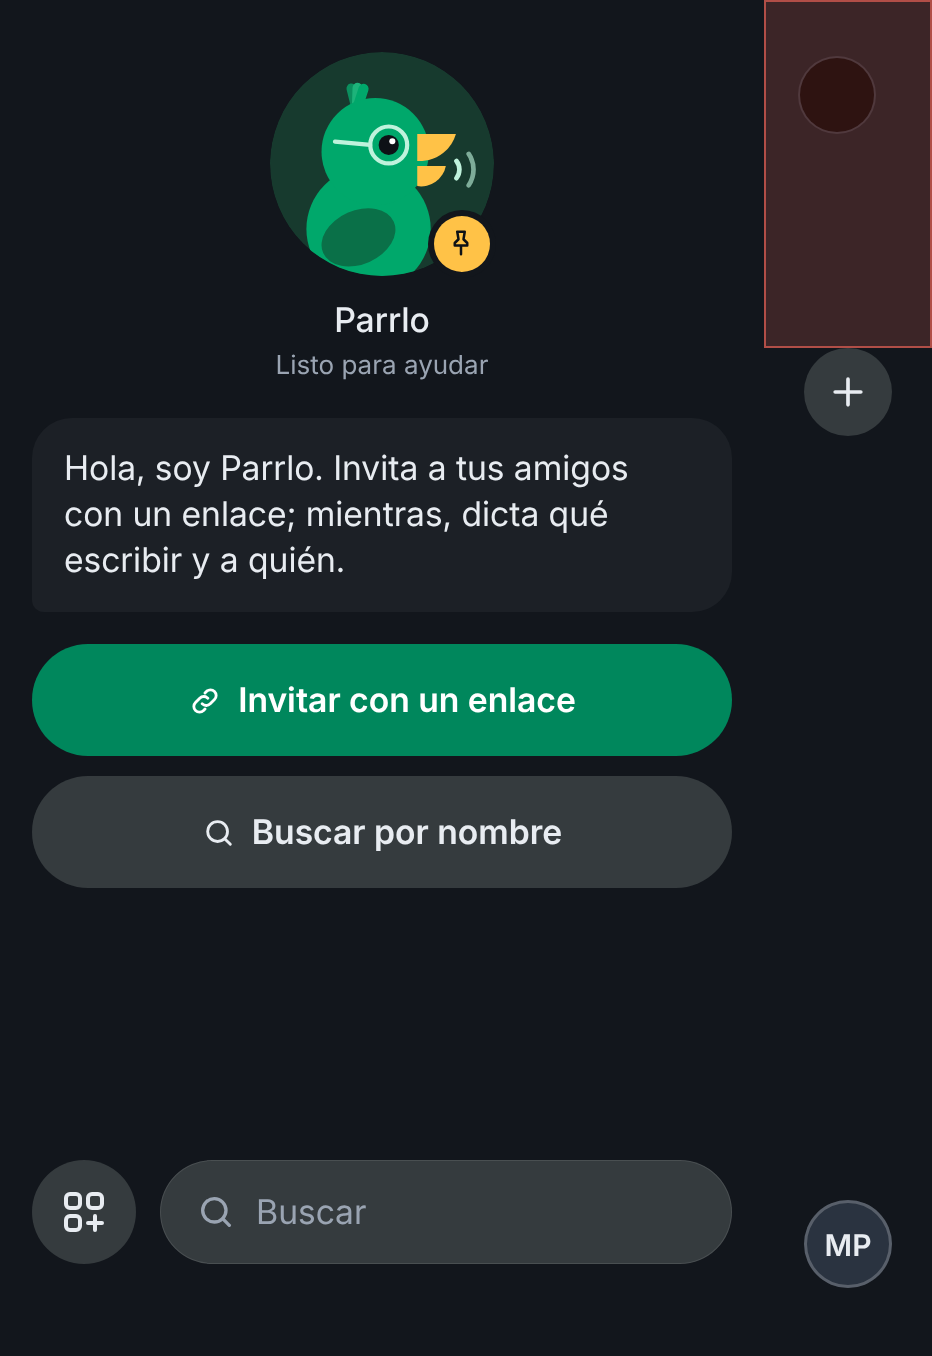 Parrlo
Listo para ayudar
Hola, soy Parrlo. Invita a tus amigos
con un enlace; mientras, dicta qué
escribir y a quién.
Invitar con un enlace
Buscar por nombre
Buscar
MP